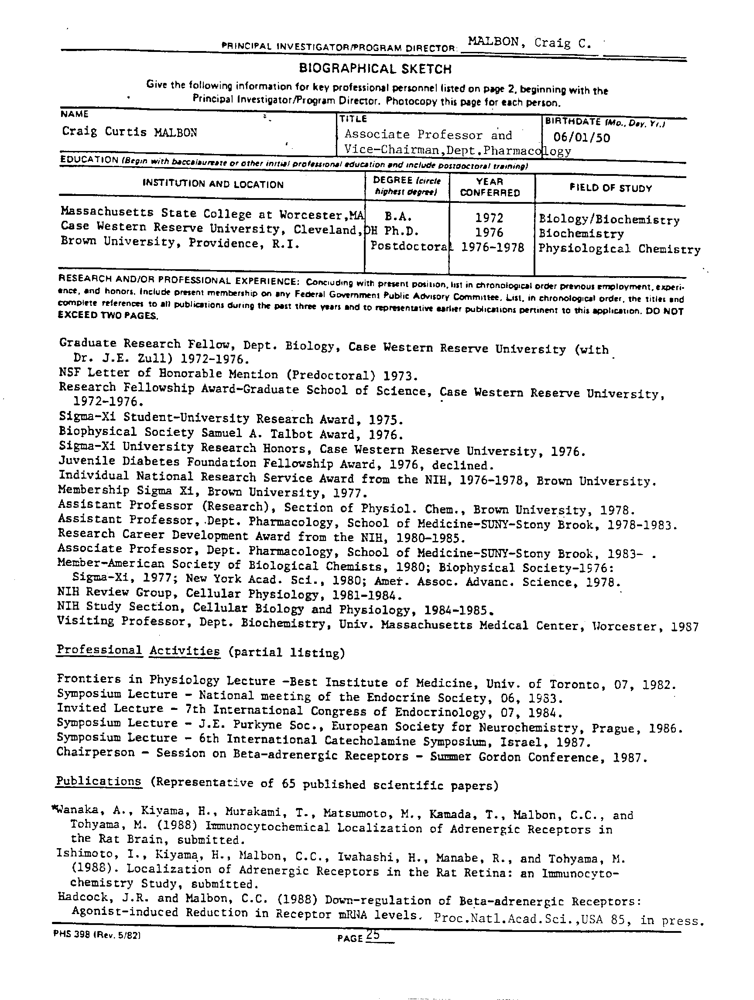 PRINCIPAL INVESTIGATOR/PROGRAM DIRECTOR: MALBON, Craig C.
BIOGRAPHICAL SKETCH
Give the following information for key professional personnel listed on page 2, beginning with the
Principal Investigator/Program Director. Photocopy this page for each person.
NAME TITLE BIRTHDATE (Mo., Day, Yr.)
Craig Curtis MALBON Associate Professor and 06/01/50
Vice-Chairman,Dept.Pharmacology
EDUCATION (Begin with baccalaureate or other initial professional education and include postdoctoral training)
INSTITUTION AND LOCATION DEGREE (circle highest degree) YEAR CONFERRED FIELD OF STUDY
Massachusetts State College at Worcester,MA B.A. 1972 Biology/Biochemistry
Case Western Reserve University, Cleveland,OH Ph.D. 1976 Biochemistry
Brown University, Providence, R.I. Postdoctoral 1976-1978 Physiological Chemistry
RESEARCH AND/OR PROFESSIONAL EXPERIENCE: Concluding with present position, list in chronological order previous employment, experi-
ence, and honors. Include present membership on any Federal Government Public Advisory Committee. List, in chronological order, the titles and
complete references to all publications during the past three years and to representative earlier publications pertinent to this application. DO NOT
EXCEED TWO PAGES.
Graduate Research Fellow, Dept. Biology, Case Western Reserve University (with
Dr. J.E. Zull) 1972-1976.
NSF Letter of Honorable Mention (Predoctoral) 1973.
Research Fellowship Award-Graduate School of Science, Case Western Reserve University,
1972-1976.
Sigma-Xi Student-University Research Award, 1975.
Biophysical Society Samuel A. Talbot Award, 1976.
Sigma-Xi University Research Honors, Case Western Reserve University, 1976.
Juvenile Diabetes Foundation Fellowship Award, 1976, declined.
Individual National Research Service Award from the NIH, 1976-1978, Brown University.
Membership Sigma Xi, Brown University, 1977.
Assistant Professor (Research), Section of Physiol. Chem., Brown University, 1978.
Assistant Professor, Dept. Pharmacology, School of Medicine-SUNY-Stony Brook, 1978-1983.
Research Career Development Award from the NIH, 1980-1985.
Associate Professor, Dept. Pharmacology, School of Medicine-SUNY-Stony Brook, 1983- .
Member-American Society of Biological Chemists, 1980; Biophysical Society-1976:
Sigma-Xi, 1977; New York Acad. Sci., 1980; Amer. Assoc. Advanc. Science, 1978.
NIH Review Group, Cellular Physiology, 1981-1984.
NIH Study Section, Cellular Biology and Physiology, 1984-1985.
Visiting Professor, Dept. Biochemistry, Univ. Massachusetts Medical Center, Worcester, 1987
Professional Activities (partial listing)
Frontiers in Physiology Lecture -Best Institute of Medicine, Univ. of Toronto, 07, 1982.
Symposium Lecture - National meeting of the Endocrine Society, 06, 1983.
Invited Lecture - 7th International Congress of Endocrinology, 07, 1984.
Symposium Lecture - J.E. Purkyne Soc., European Society for Neurochemistry, Prague, 1986.
Symposium Lecture - 6th International Catecholamine Symposium, Israel, 1987.
Chairperson - Session on Beta-adrenergic Receptors - Summer Gordon Conference, 1987.
Publications (Representative of 65 published scientific papers)
*Wanaka, A., Kiyama, H., Murakami, T., Matsumoto, M., Kamada, T., Malbon, C.C., and
Tohyama, M. (1988) Immunocytochemical Localization of Adrenergic Receptors in
the Rat Brain, submitted.
Ishimoto, I., Kiyama, H., Malbon, C.C., Iwahashi, H., Manabe, R., and Tohyama, M.
(1988). Localization of Adrenergic Receptors in the Rat Retina: an Immunocyto-
chemistry Study, submitted.
Hadcock, J.R. and Malbon, C.C. (1988) Down-regulation of Beta-adrenergic Receptors:
Agonist-induced Reduction in Receptor mRNA levels. Proc.Natl.Acad.Sci.,USA 85, in press.
PHS 398 (Rev. 5/82) PAGE 25